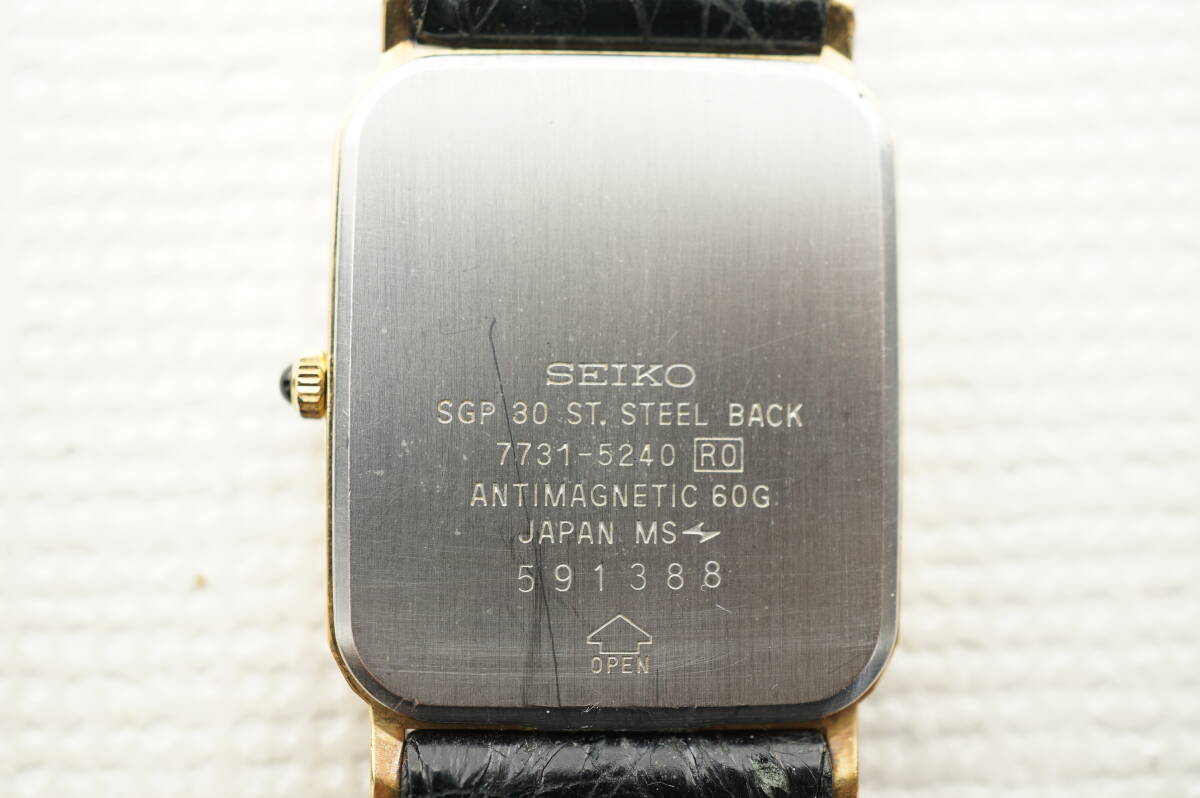 SEIKO
SGP 30 ST. STEEL BACK
7731-5240 R0
ANTIMAGNETIC 60G
JAPAN MS
591388
OPEN